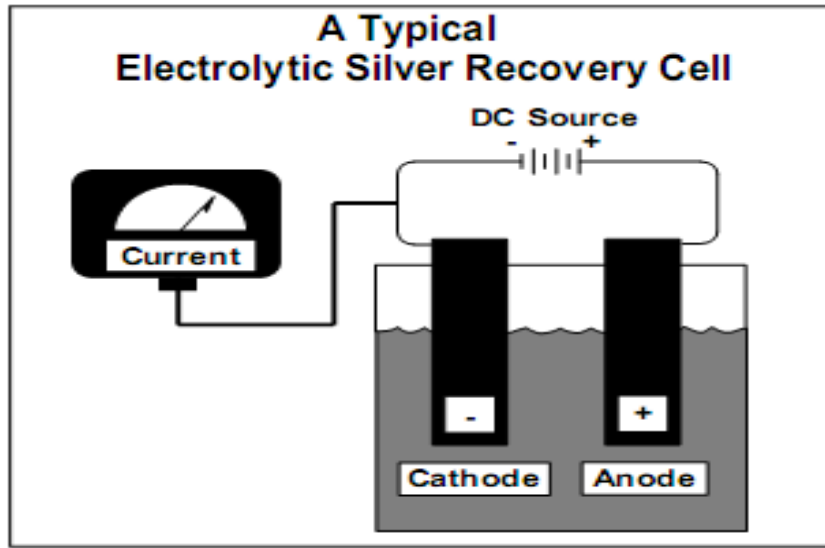 A Typical
Electrolytic Silver Recovery Cell
DC Source
- +
Current
- +
Cathode Anode